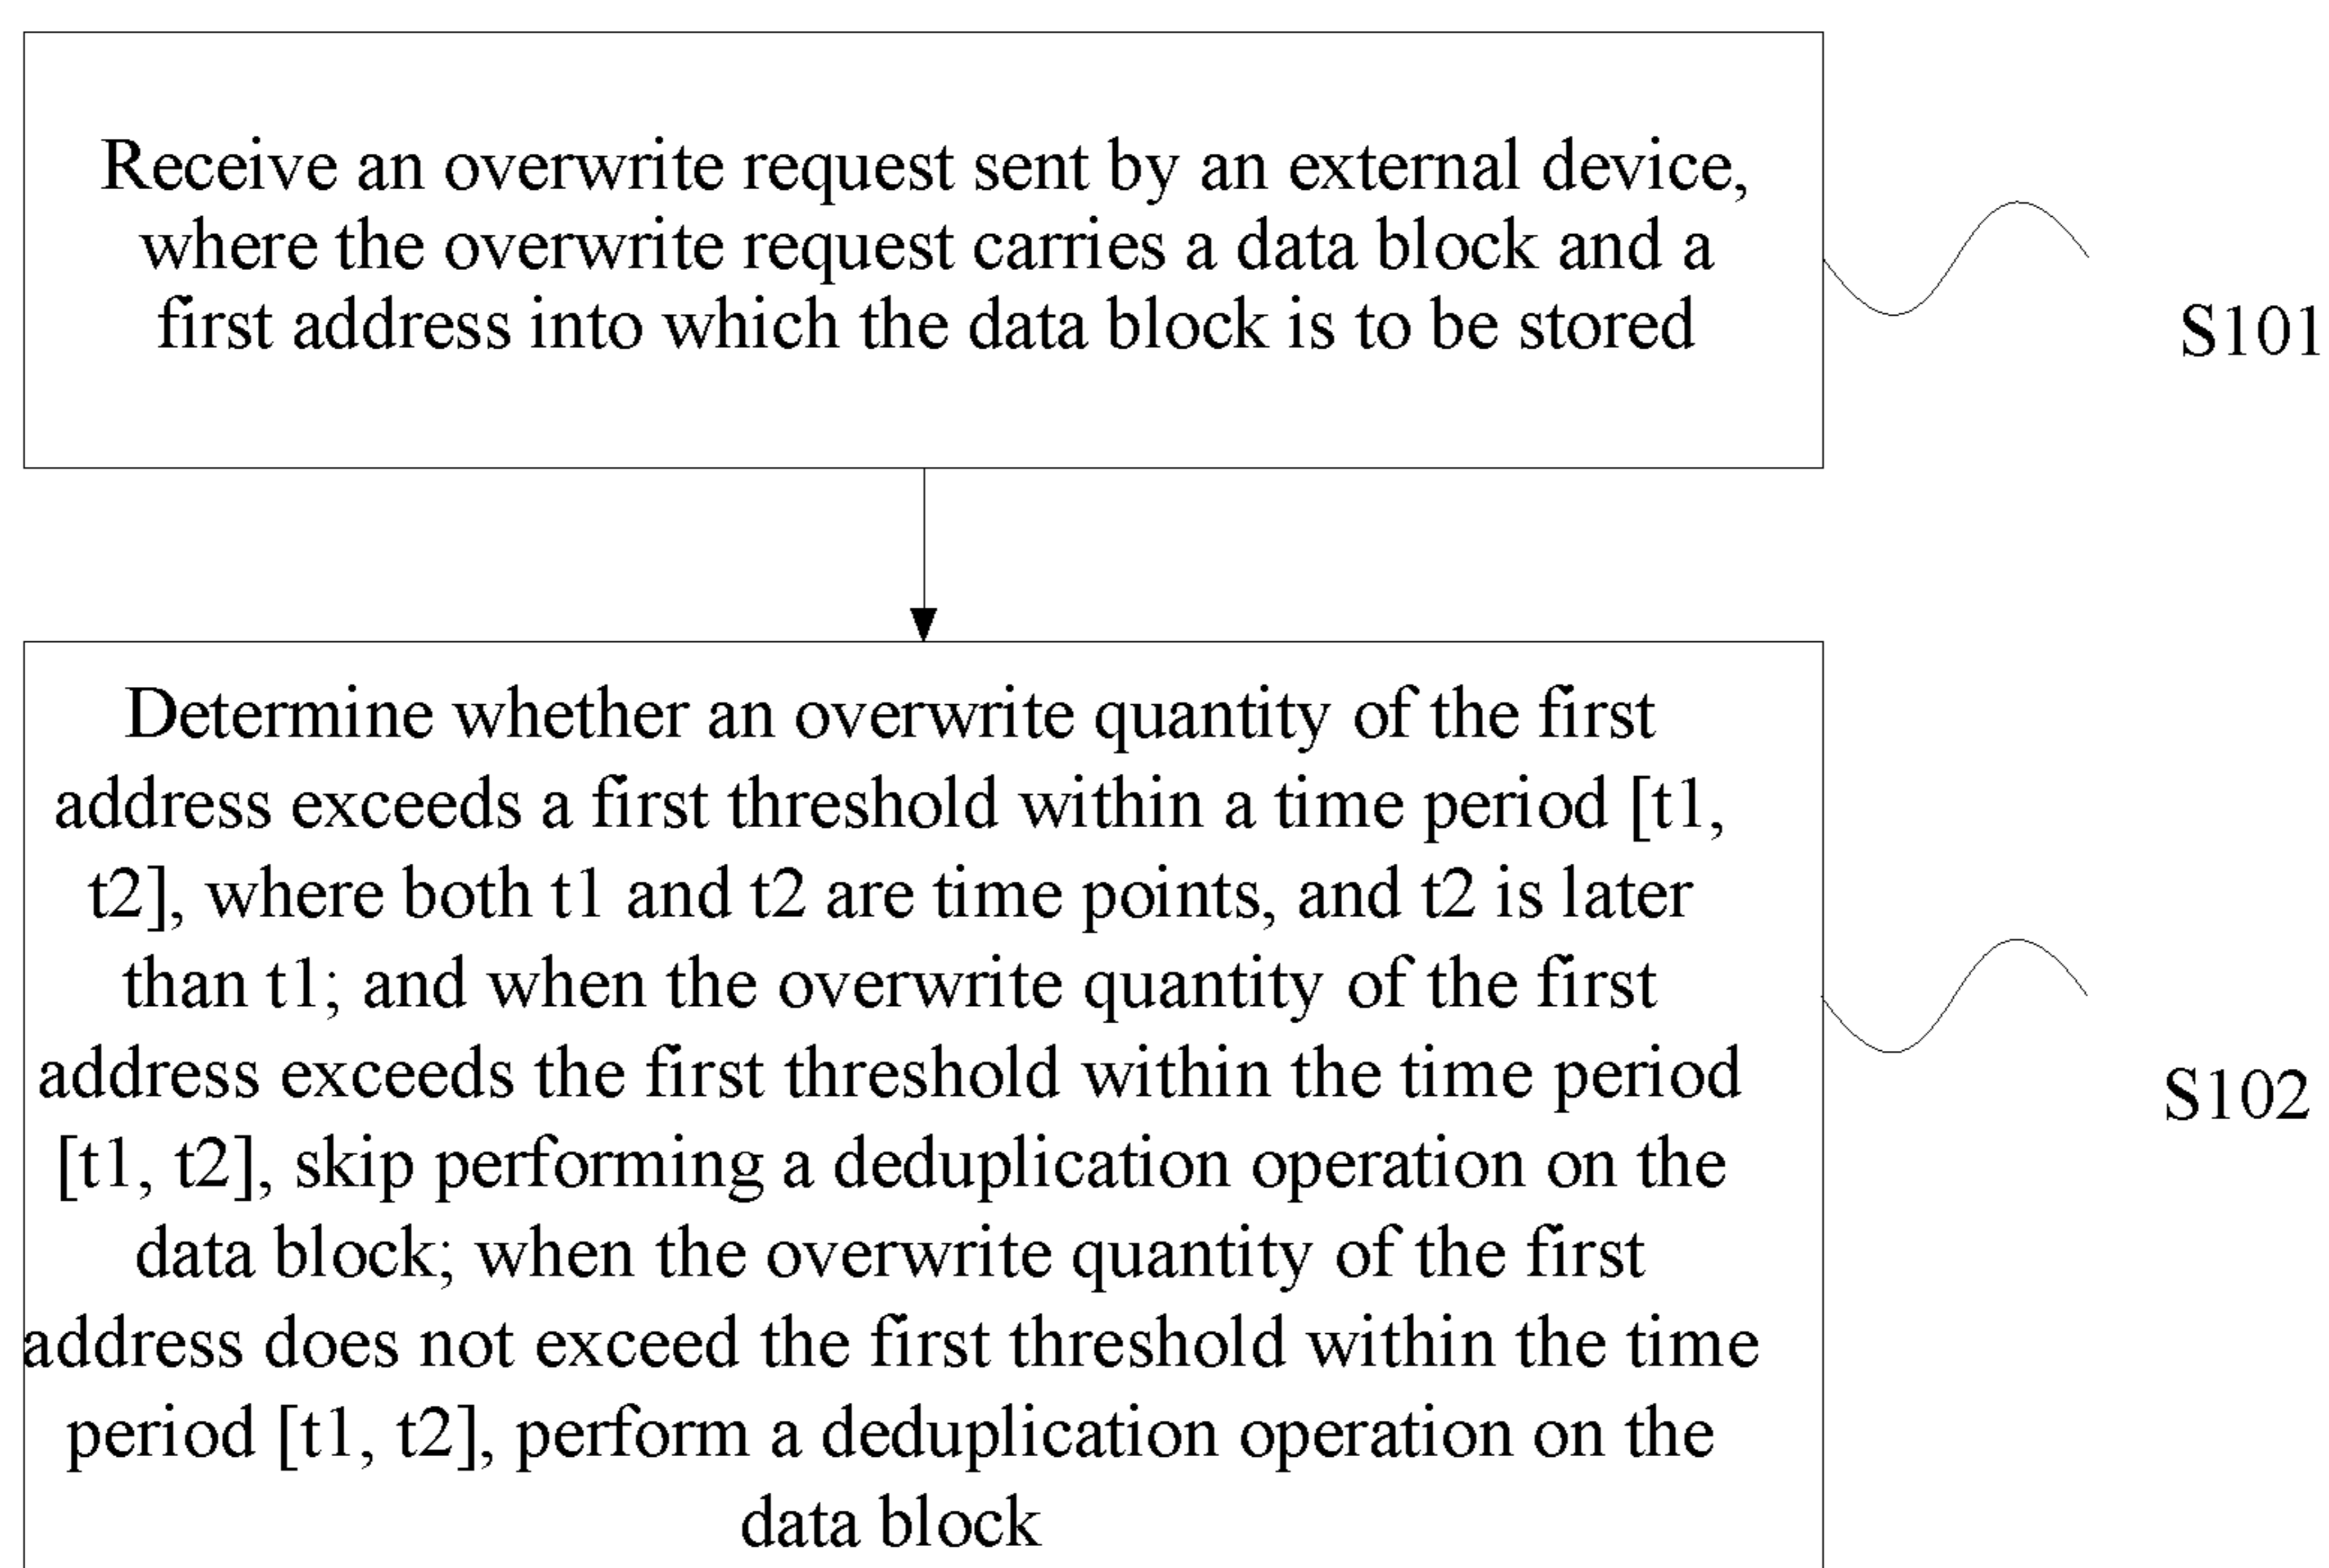 Receive an overwrite request sent by an external device,
where the overwrite request carries a data block and a
first address into which the data block is to be stored
S101
Determine whether an overwrite quantity of the first
address exceeds a first threshold within a time period [t1,
t2], where both t1 and t2 are time points, and t2 is later
than t1; and when the overwrite quantity of the first
address exceeds the first threshold within the time period
[t1, t2], skip performing a deduplication operation on the
data block; when the overwrite quantity of the first
address does not exceed the first threshold within the time
period [t1, t2], perform a deduplication operation on the
data block
S102